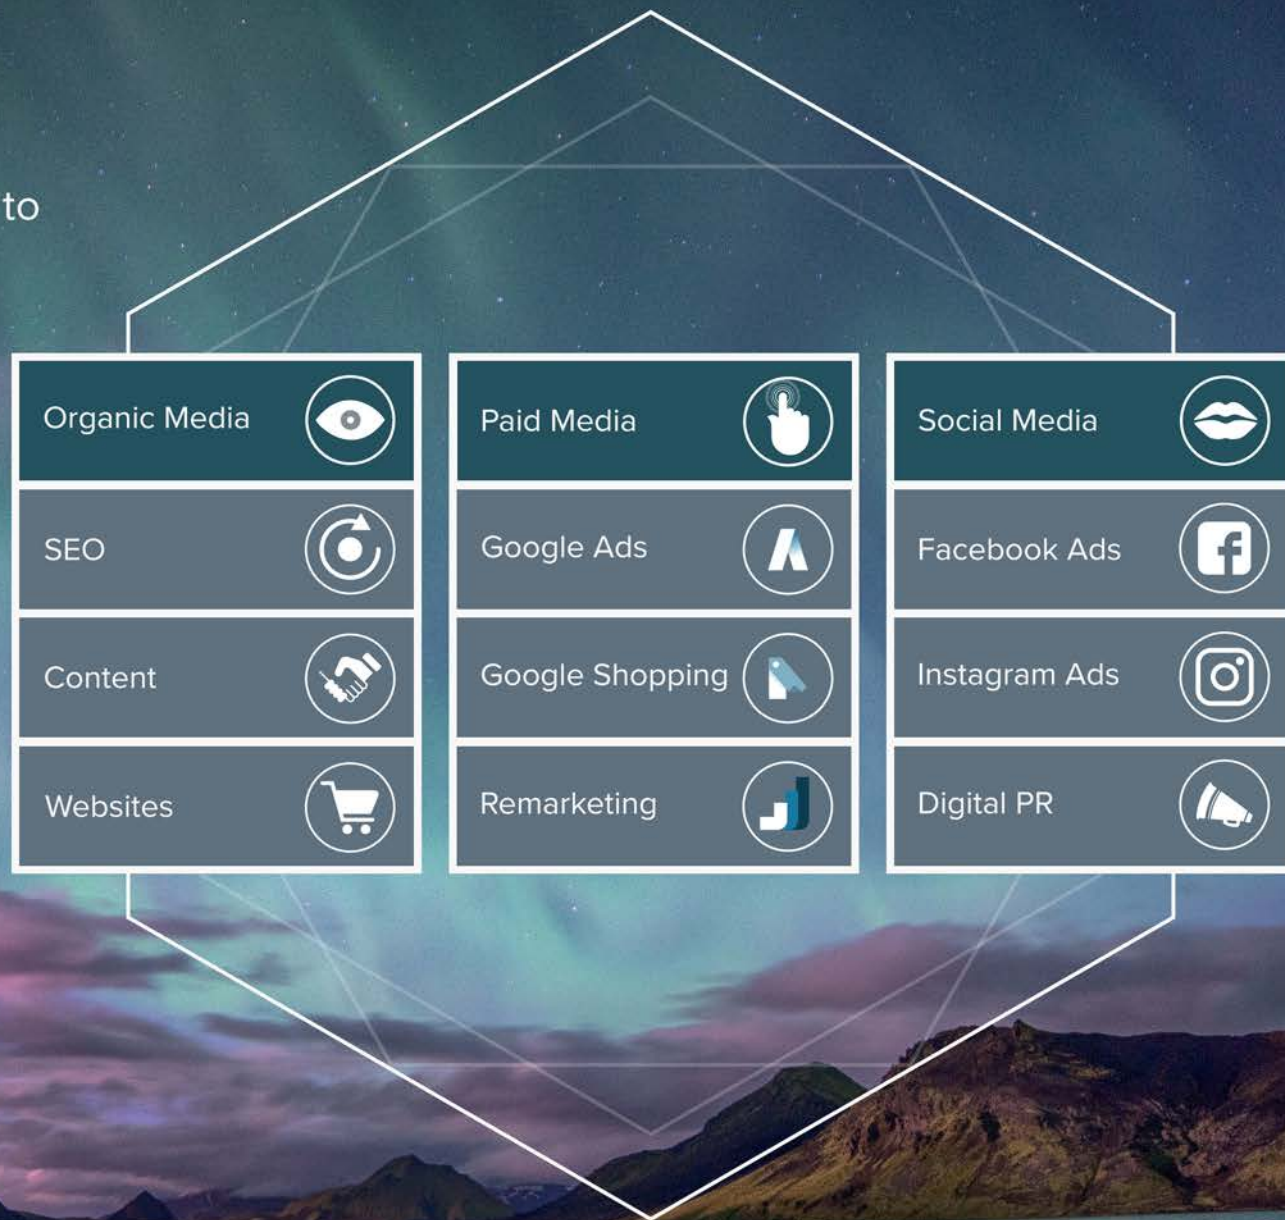 to
Organic Media
SEO
Content
Websites
Paid Media
Google Ads
Google Shopping
Remarketing
Social Media
Facebook Ads
Instagram Ads
Digital PR